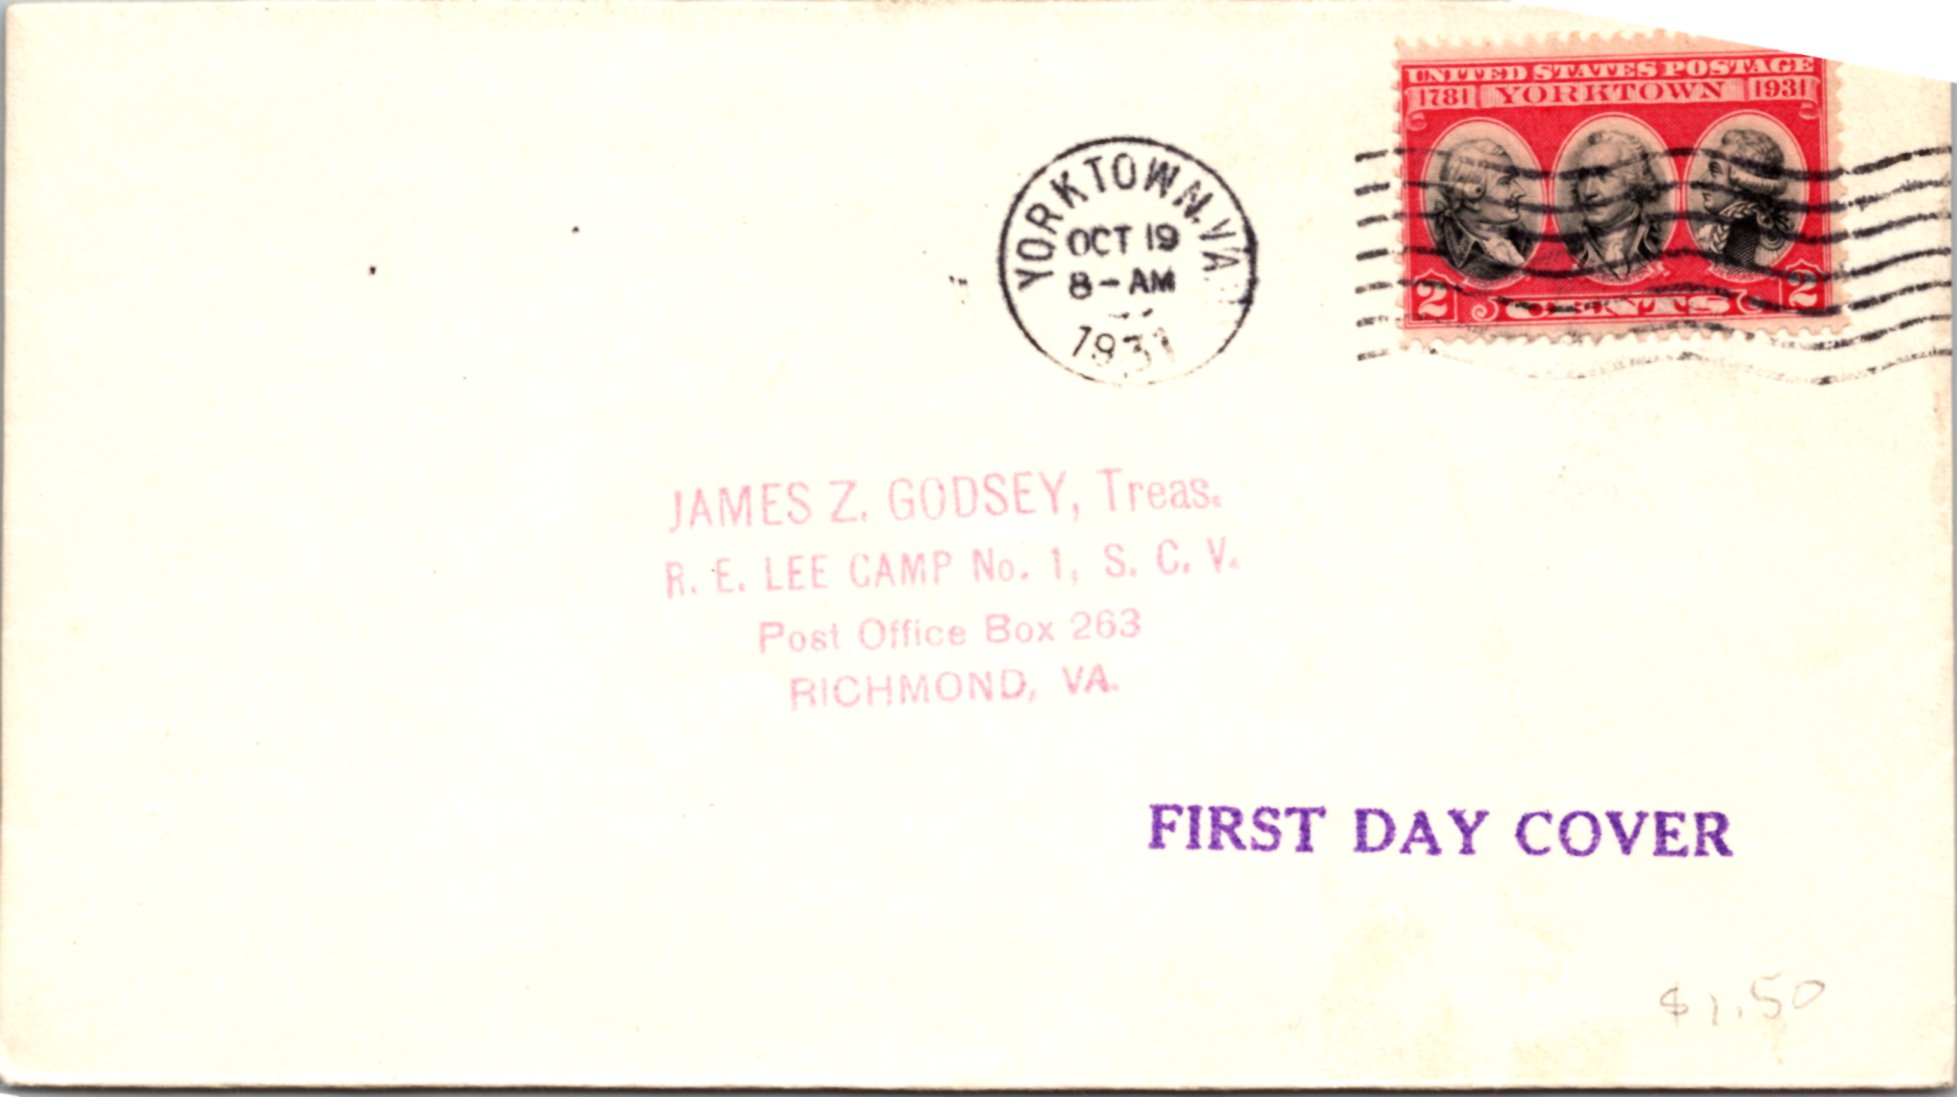 UNITED STATES POSTAGE
1781 YORKTOWN 1931
2 CENTS 2
YORKTOWN, VA.
OCT 19
8-AM
1931
JAMES Z. GODSEY, Treas.
R. E. LEE CAMP No. 1, S. C. V.
Post Office Box 263
RICHMOND, VA.
FIRST DAY COVER
$1.50